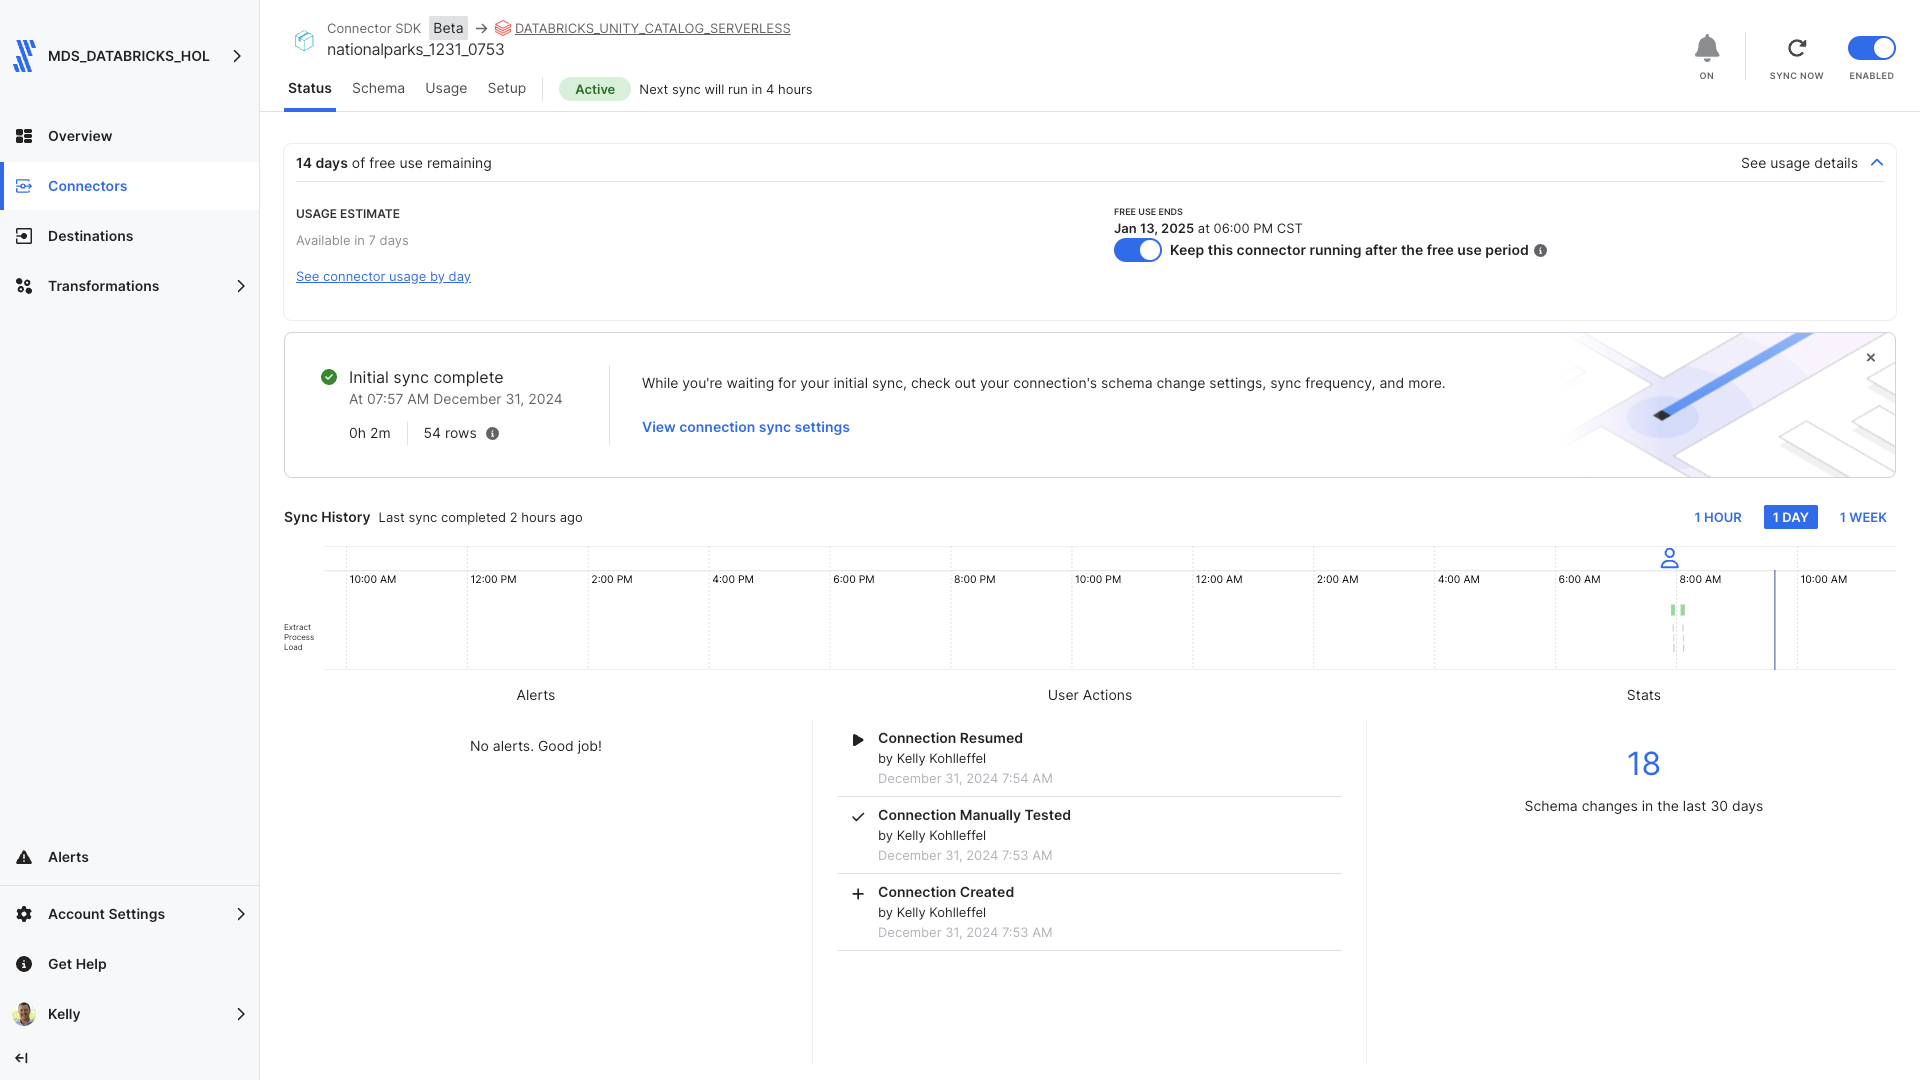 MDS_DATABRICKS_HOL
Overview
Connectors
Destinations
Transformations
Alerts
Account Settings
Get Help
Kelly
Connector SDK Beta → DATABRICKS_UNITY_CATALOG_SERVERLESS
nationalparks_1231_0753
ON
SYNC NOW
ENABLED
Status Schema Usage Setup Active Next sync will run in 4 hours
14 days of free use remaining
See usage details
USAGE ESTIMATE
Available in 7 days
See connector usage by day
FREE USE ENDS
Jan 13, 2025 at 06:00 PM CST
Keep this connector running after the free use period
Initial sync complete
At 07:57 AM December 31, 2024
0h 2m 54 rows
While you're waiting for your initial sync, check out your connection's schema change settings, sync frequency, and more.
View connection sync settings
Sync History Last sync completed 2 hours ago
1 HOUR 1 DAY 1 WEEK
10:00 AM 12:00 PM 2:00 PM 4:00 PM 6:00 PM 8:00 PM 10:00 PM 12:00 AM 2:00 AM 4:00 AM 6:00 AM 8:00 AM 10:00 AM
Extract
Process
Load
Alerts
No alerts. Good job!
User Actions
Connection Resumed
by Kelly Kohlleffel
December 31, 2024 7:54 AM
Connection Manually Tested
by Kelly Kohlleffel
December 31, 2024 7:53 AM
Connection Created
by Kelly Kohlleffel
December 31, 2024 7:53 AM
Stats
18
Schema changes in the last 30 days